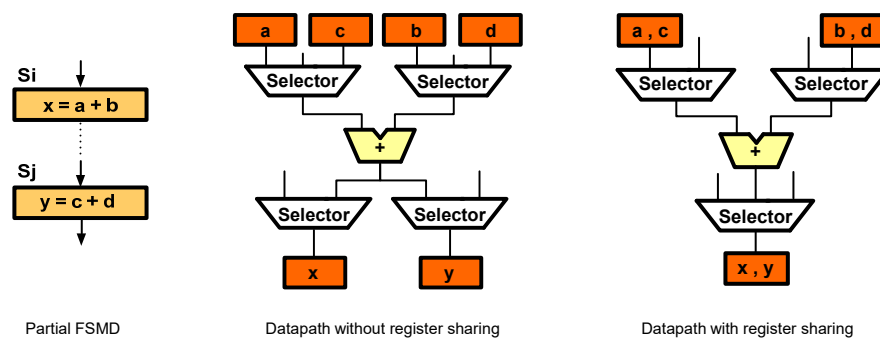 Si
x = a + b
Sj
y = c + d
Partial FSMD
a
c
b
d
Selector
Selector
+
Selector
Selector
x
y
Datapath without register sharing
a , c
b , d
Selector
Selector
+
Selector
x , y
Datapath with register sharing